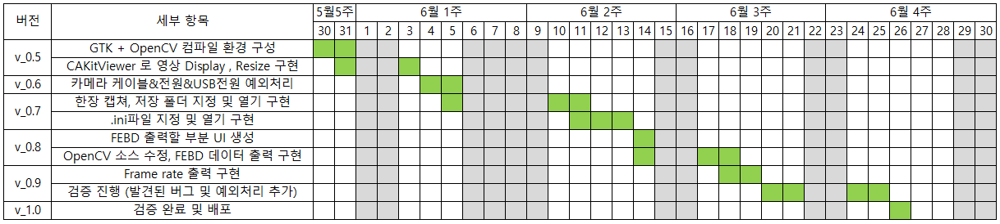 버전 세부 항목 5월5주 6월 1주 6월 2주 6월 3주 6월 4주
30 31 1 2 3 4 5 6 7 8 9 10 11 12 13 14 15 16 17 18 19 20 21 22 23 24 25 26 27 28 29 30
v_0.5 GTK + OpenCV 컴파일 환경 구성
CAKitViewer 로 영상 Display , Resize 구현
v_0.6 카메라 케이블&전원&USB전원 예외처리
v_0.7 한장 캡쳐, 저장 폴더 지정 및 열기 구현
.ini파일 지정 및 열기 구현
v_0.8 FEBD 출력할 부분 UI 생성
OpenCV 소스 수정, FEBD 데이터 출력 구현
v_0.9 Frame rate 출력 구현
검증 진행 (발견된 버그 및 예외처리 추가)
v_1.0 검증 완료 및 배포